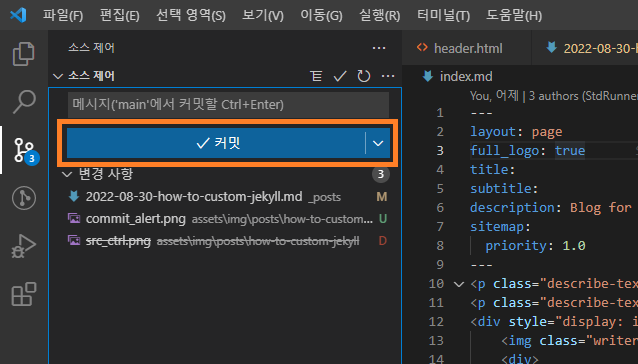 파일(F) 편집(E) 선택 영역(S) 보기(V) 이동(G) 실행(R) 터미널(T) 도움말(H)
소스 제어 ...
소스 제어 ...
메시지('main'에서 커밋할 Ctrl+Enter)
커밋
변경 사항 3
2022-08-30-how-to-custom-jekyll.md _posts M
commit_alert.png assets\img\posts\how-to-custom... U
src_ctrl.png assets\img\posts\how-to-custom-jekyll D
3
header.html 2022-08-30-how-
index.md
You, 어제 | 3 authors (StdRunner
1 ---
2 layout: page
3 full_logo: true
4 title:
5 subtitle:
6 description: Blog for
7 sitemap:
8 priority: 1.0
9 ---
10 <p class="describe-tex
11 <p class="describe-tex
12 <div style="display: i
13 <img class="writer
14 <div>